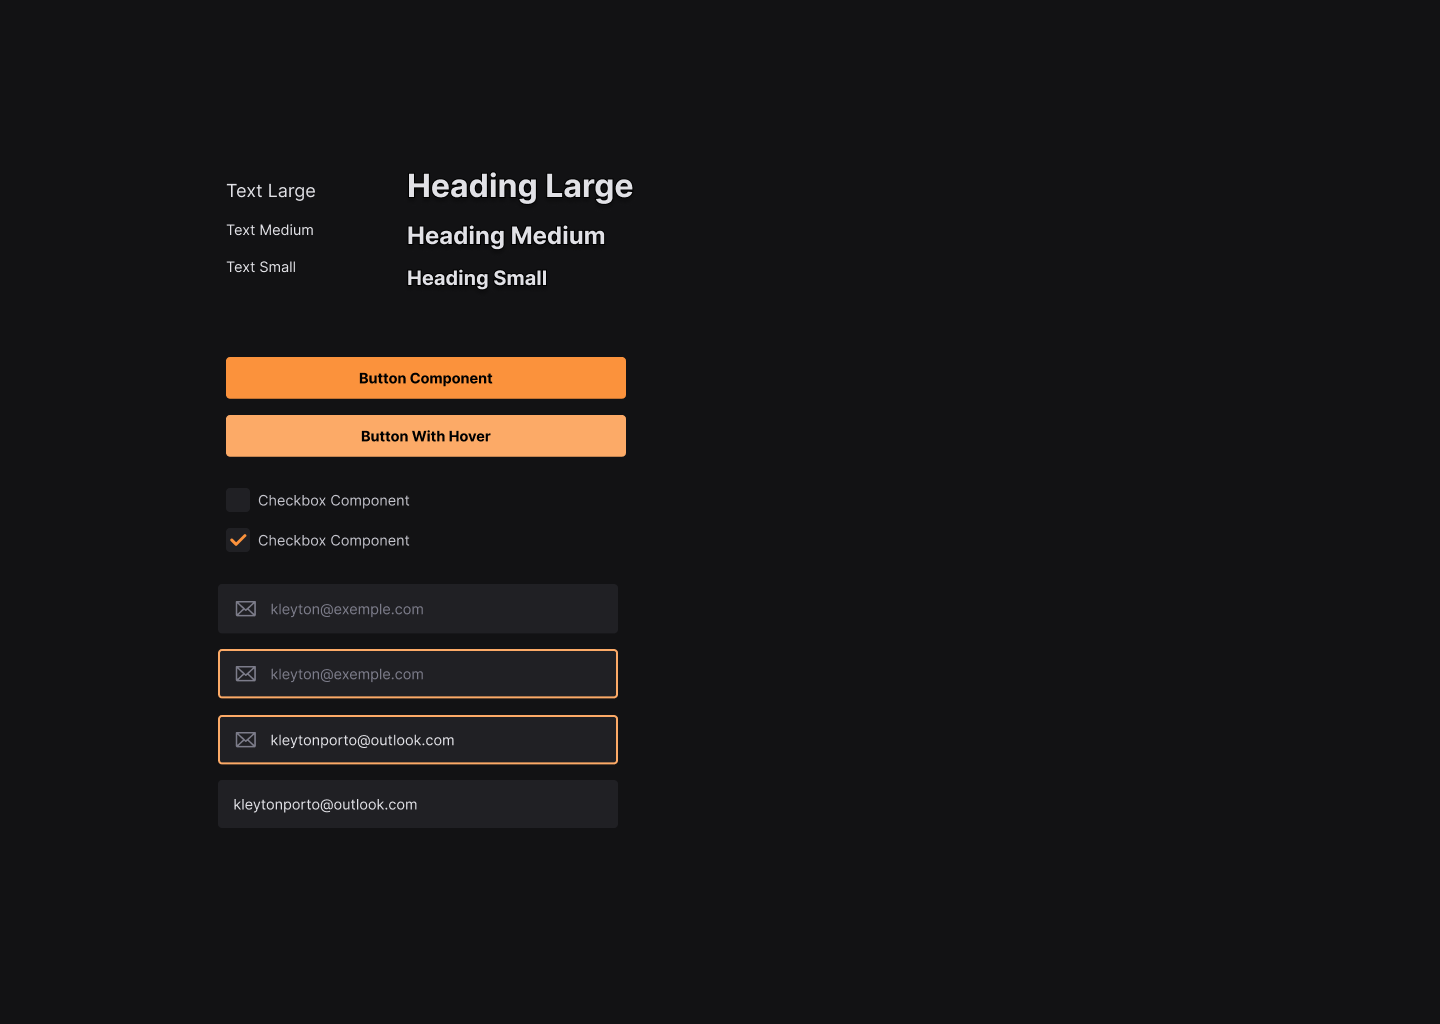 Text Large
Text Medium
Text Small
Heading Large
Heading Medium
Heading Small
Button Component
Button With Hover
Checkbox Component
Checkbox Component
kleyton@exemple.com
kleyton@exemple.com
kleytonporto@outlook.com
kleytonporto@outlook.com